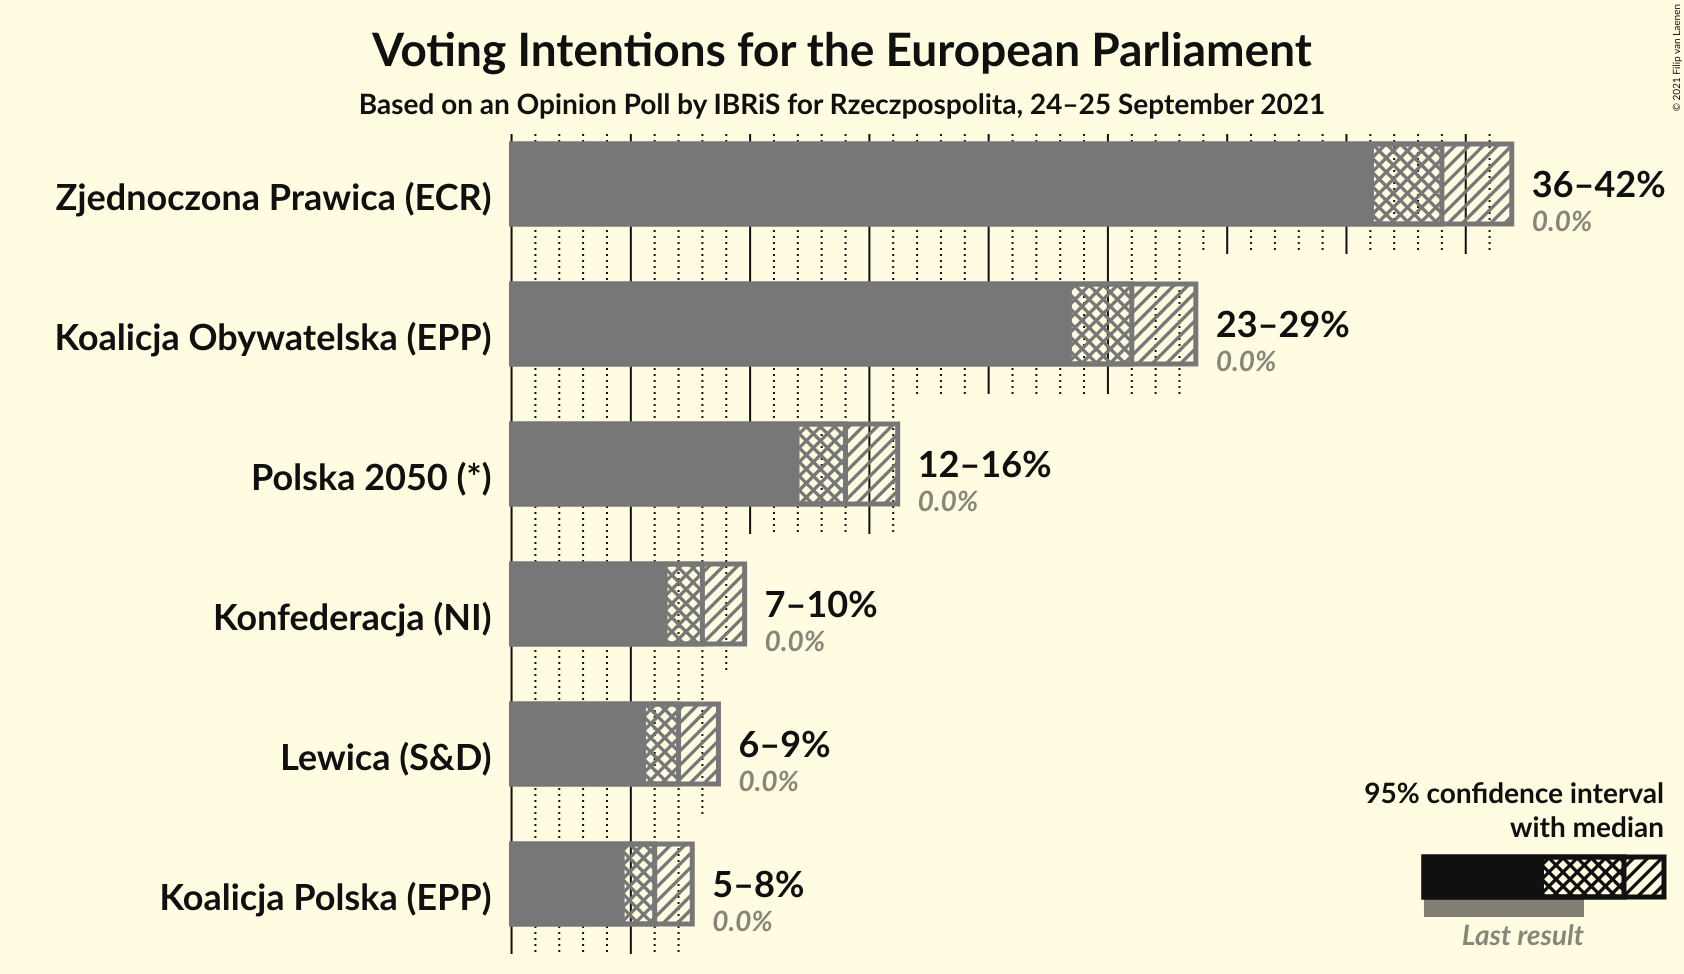 Voting Intentions for the European Parliament
Based on an Opinion Poll by IBRiS for Rzeczpospolita, 24–25 September 2021
© 2021 Filip van Laenen
Zjednoczona Prawica (ECR)
36–42%
0.0%
Koalicja Obywatelska (EPP)
23–29%
0.0%
Polska 2050 (*)
12–16%
0.0%
Konfederacja (NI)
7–10%
0.0%
Lewica (S&D)
6–9%
0.0%
Koalicja Polska (EPP)
5–8%
0.0%
95% confidence interval
with median
Last result